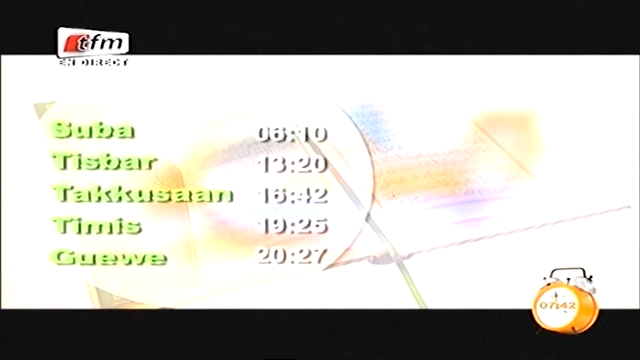 tfm
EN DIRECT
Suba 06:10
Tisbar 13:20
Takkusaan 16:42
Timis 19:25
Guewe 20:27
07:42